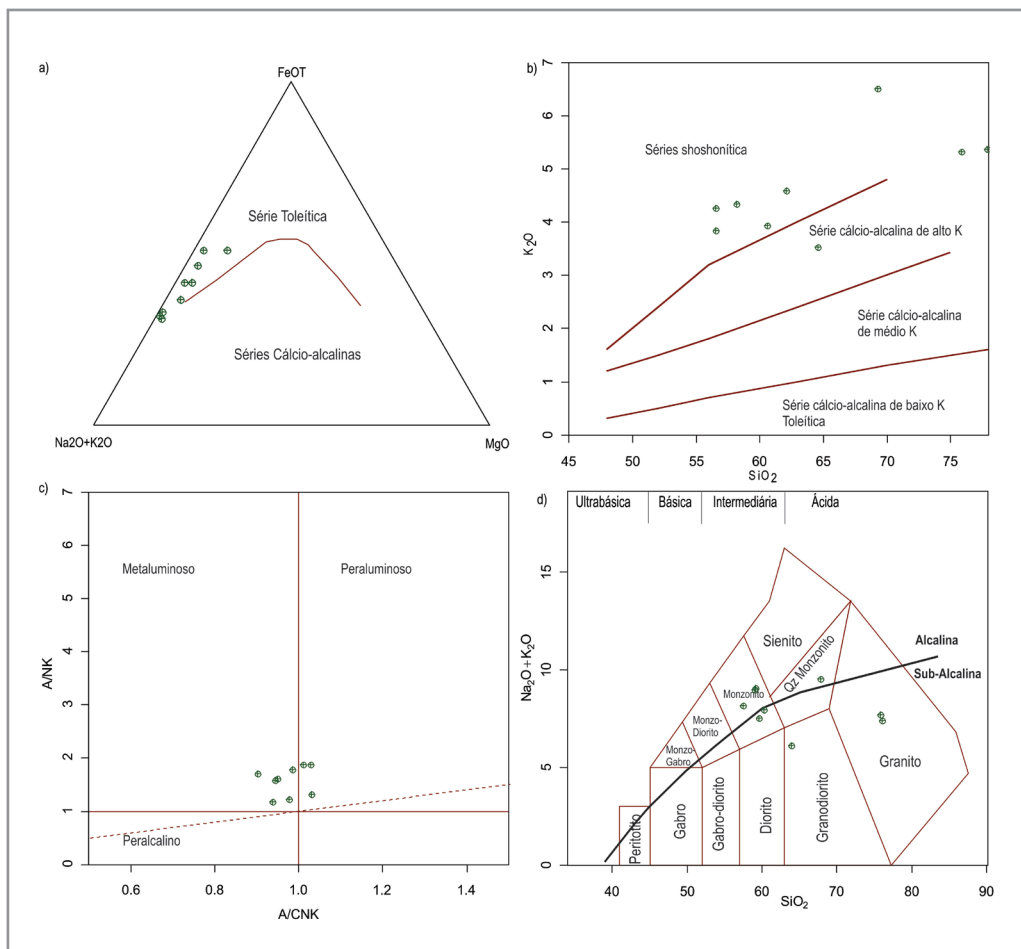 a)
FeOT
Série Toleítica
Séries Cálcio-alcalinas
Na2O+K2O
MgO
b)
7
6
5
4
3
2
1
0
K2O
Séries shoshonítica
Série cálcio-alcalina de alto K
Série cálcio-alcalina
de médio K
Série cálcio-alcalina de baixo K
Toleítica
45
50
55
60
65
70
75
SiO2
c)
7
6
5
4
3
2
1
0
A/NK
Metaluminoso
Peraluminoso
Peralcalino
0.6
0.8
1.0
1.2
1.4
A/CNK
d)
Ultrabásica
Básica
Intermediária
Ácida
15
10
5
0
Na2O+K2O
Sienito
Qz Monzonito
Alcalina
Sub-Alcalina
Monzonito
Monzo-
Diorito
Monzo-
Gabro
Granito
Peritotito
Gabro
Gabro-diorito
Diorito
Granodiorito
40
50
60
70
80
90
SiO2